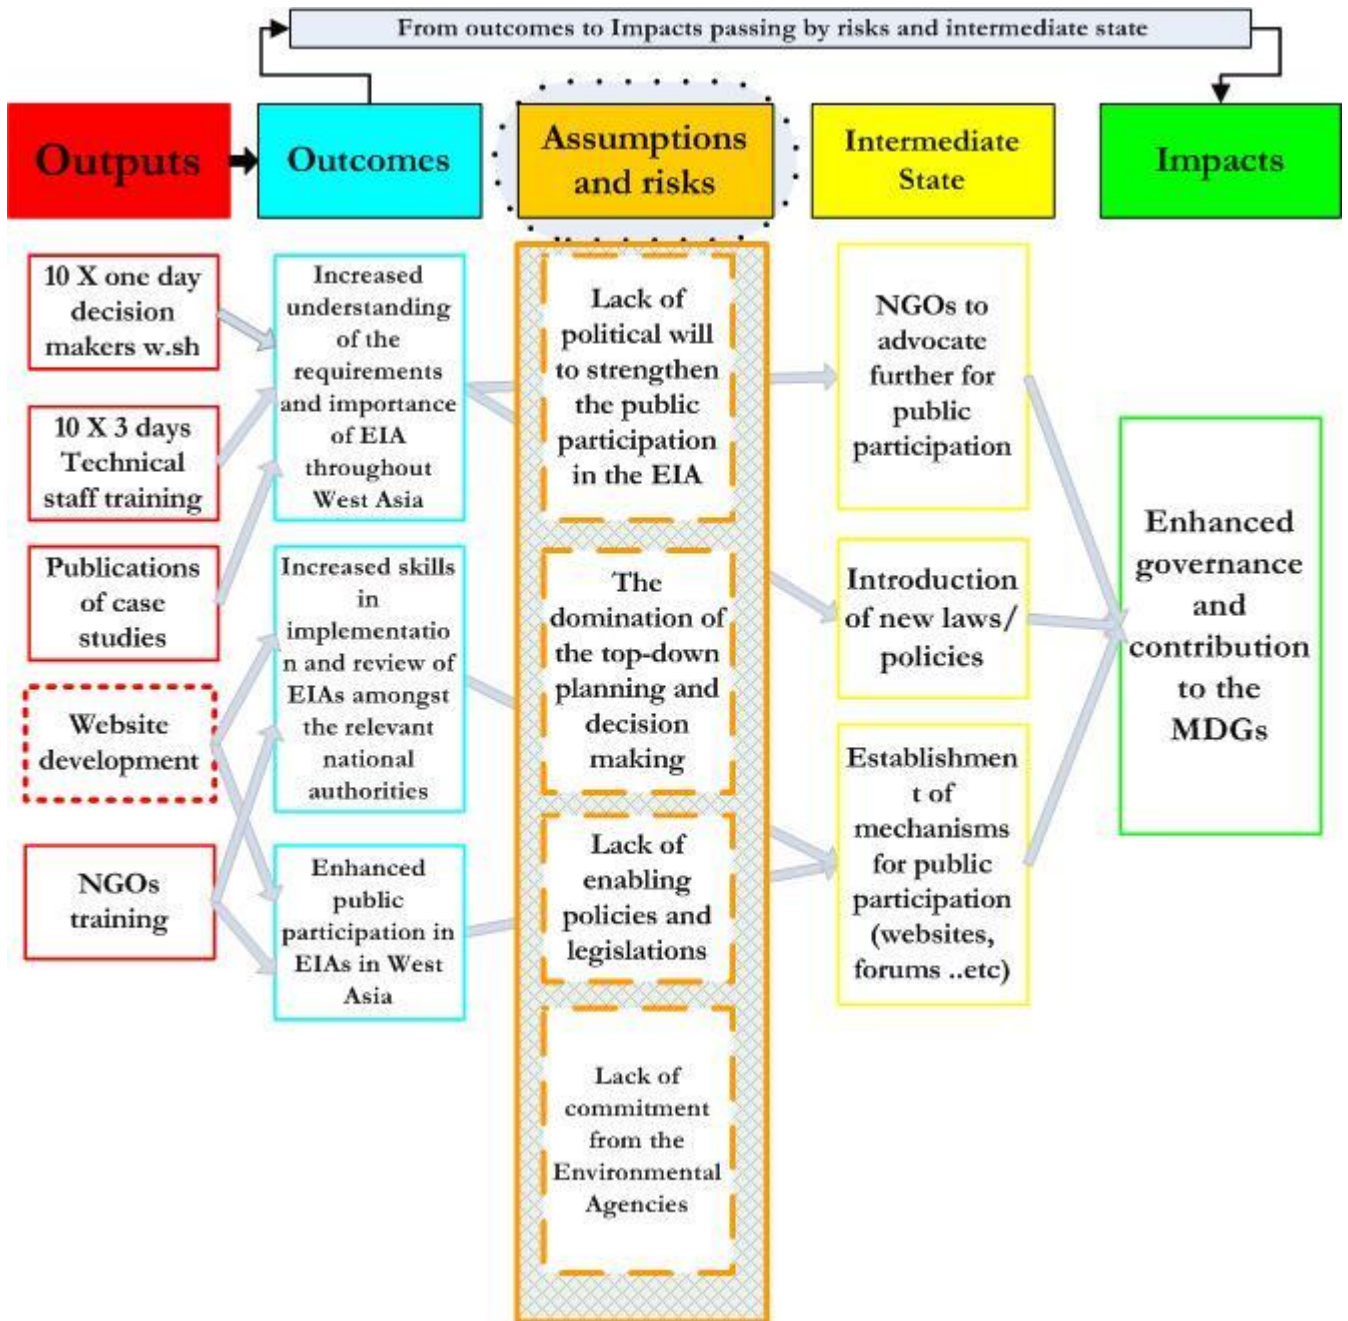 From outcomes to Impacts passing by risks and intermediate state
Outputs
Outcomes
Assumptions
and risks
Intermediate
State
Impacts
10 X one day
decision
makers w.sh
10 X 3 days
Technical
staff training
Publications
of case
studies
Website
development
NGOs
training
Increased
understanding
of the
requirements
and importance
of EIA
throughout
West Asia
Increased skills
in
implementatio
n and review of
EIAs amongst
the relevant
national
authorities
Enhanced
public
participation in
EIAs in West
Asia
Lack of
political will
to strengthen
the public
participation
in the EIA
The
domination of
the top-down
planning and
decision
making
Lack of
enabling
policies and
legislations
Lack of
commitment
from the
Environmental
Agencies
NGOs to
advocate
further for
public
participation
Introduction
of new laws/
policies
Establishmen
t of
mechanisms
for public
participation
(websites,
forums ..etc)
Enhanced
governance
and
contribution
to the
MDGs